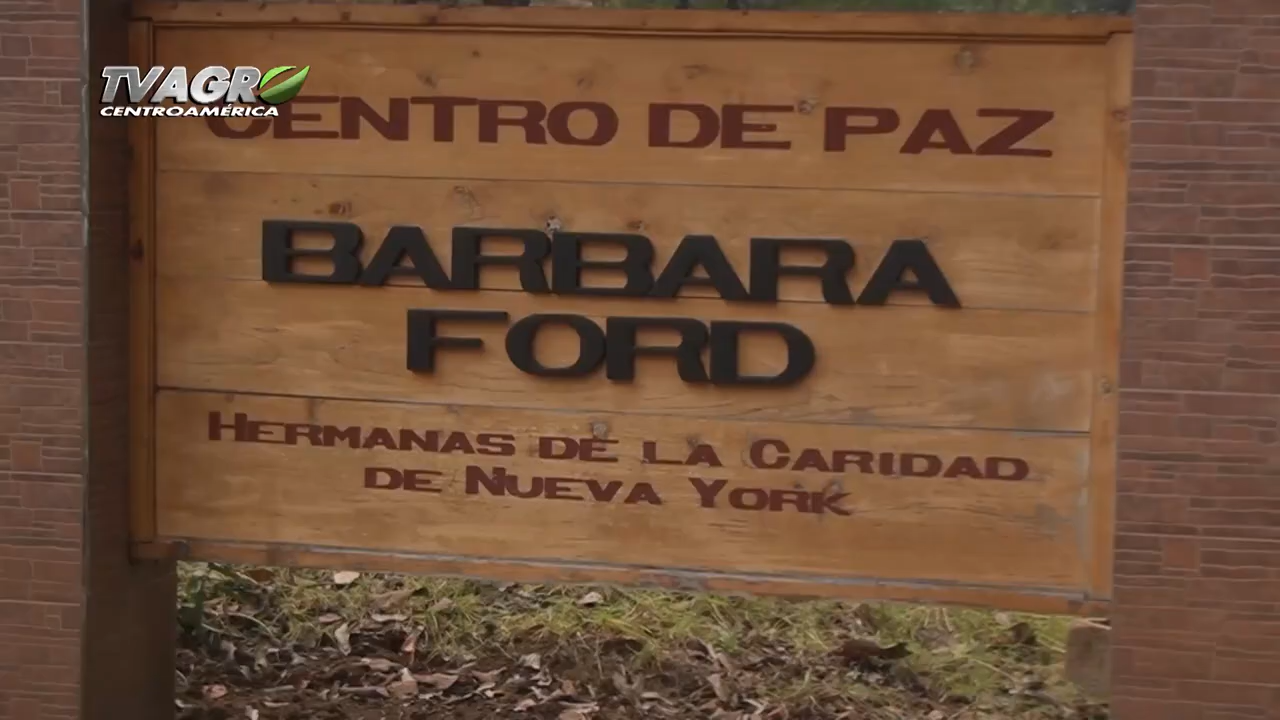 TVAGRO
CENTROAMÉRICA
CENTRO DE PAZ
BARBARA
FORD
HERMANAS DE LA CARIDAD
DE NUEVA YORK